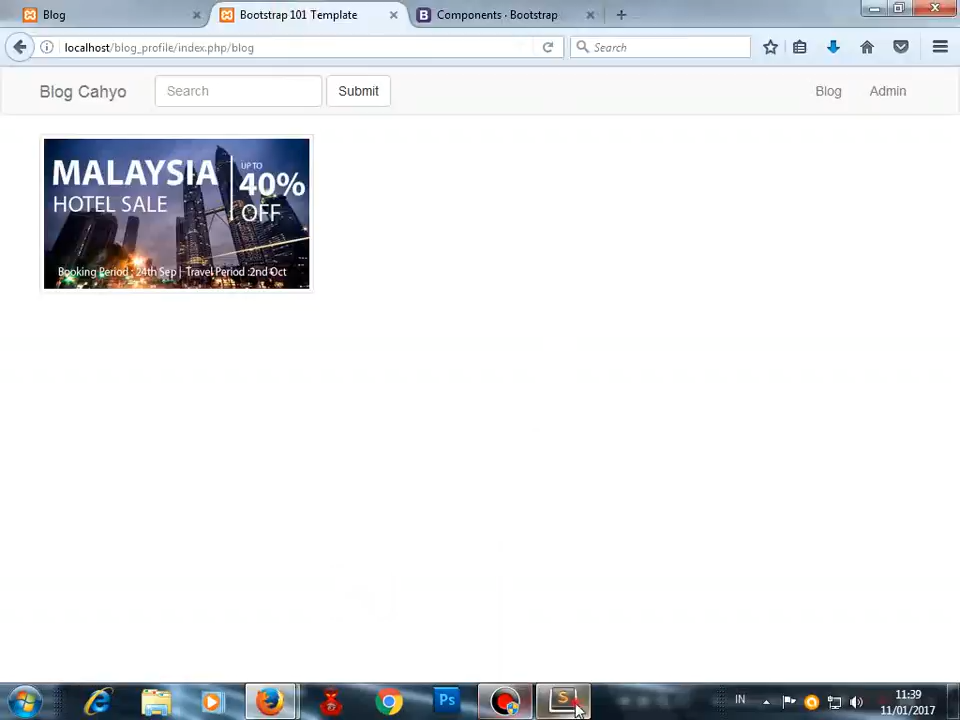 Blog
Bootstrap 101 Template
Components · Bootstrap
localhost/blog_profile/index.php/blog
Search
Blog Cahyo
Search
Submit
Blog
Admin
MALAYSIA
HOTEL SALE
UP TO
40%
OFF
Booking Period : 24th Sep | Travel Period :2nd Oct
Ps
S
IN
11:39
11/01/2017